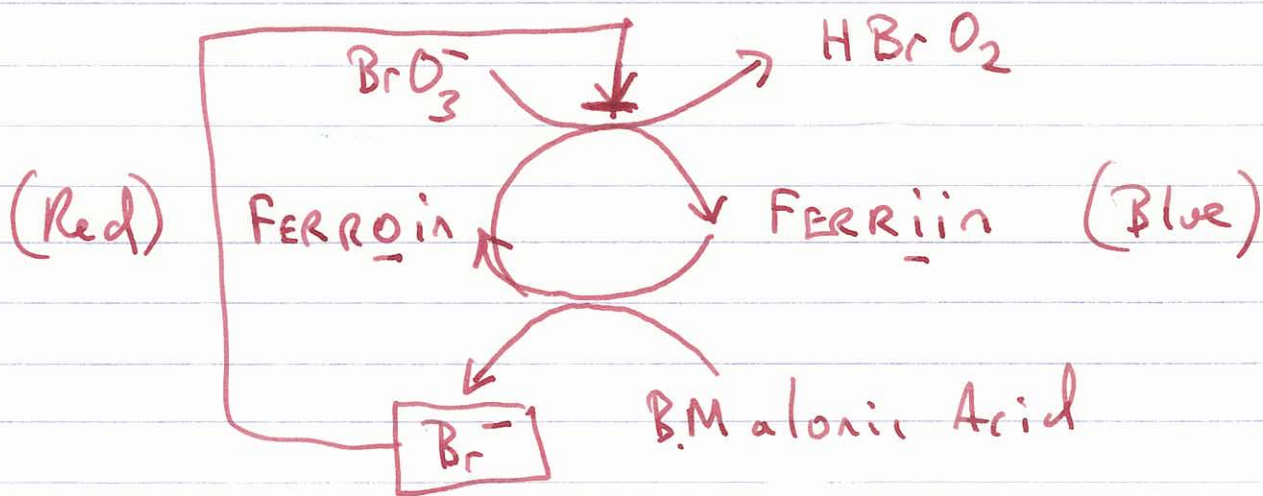 BrO₃⁻ HBrO₂
(Red) FERROin FERRiin (Blue)
Br⁻ B.Malonic Acid